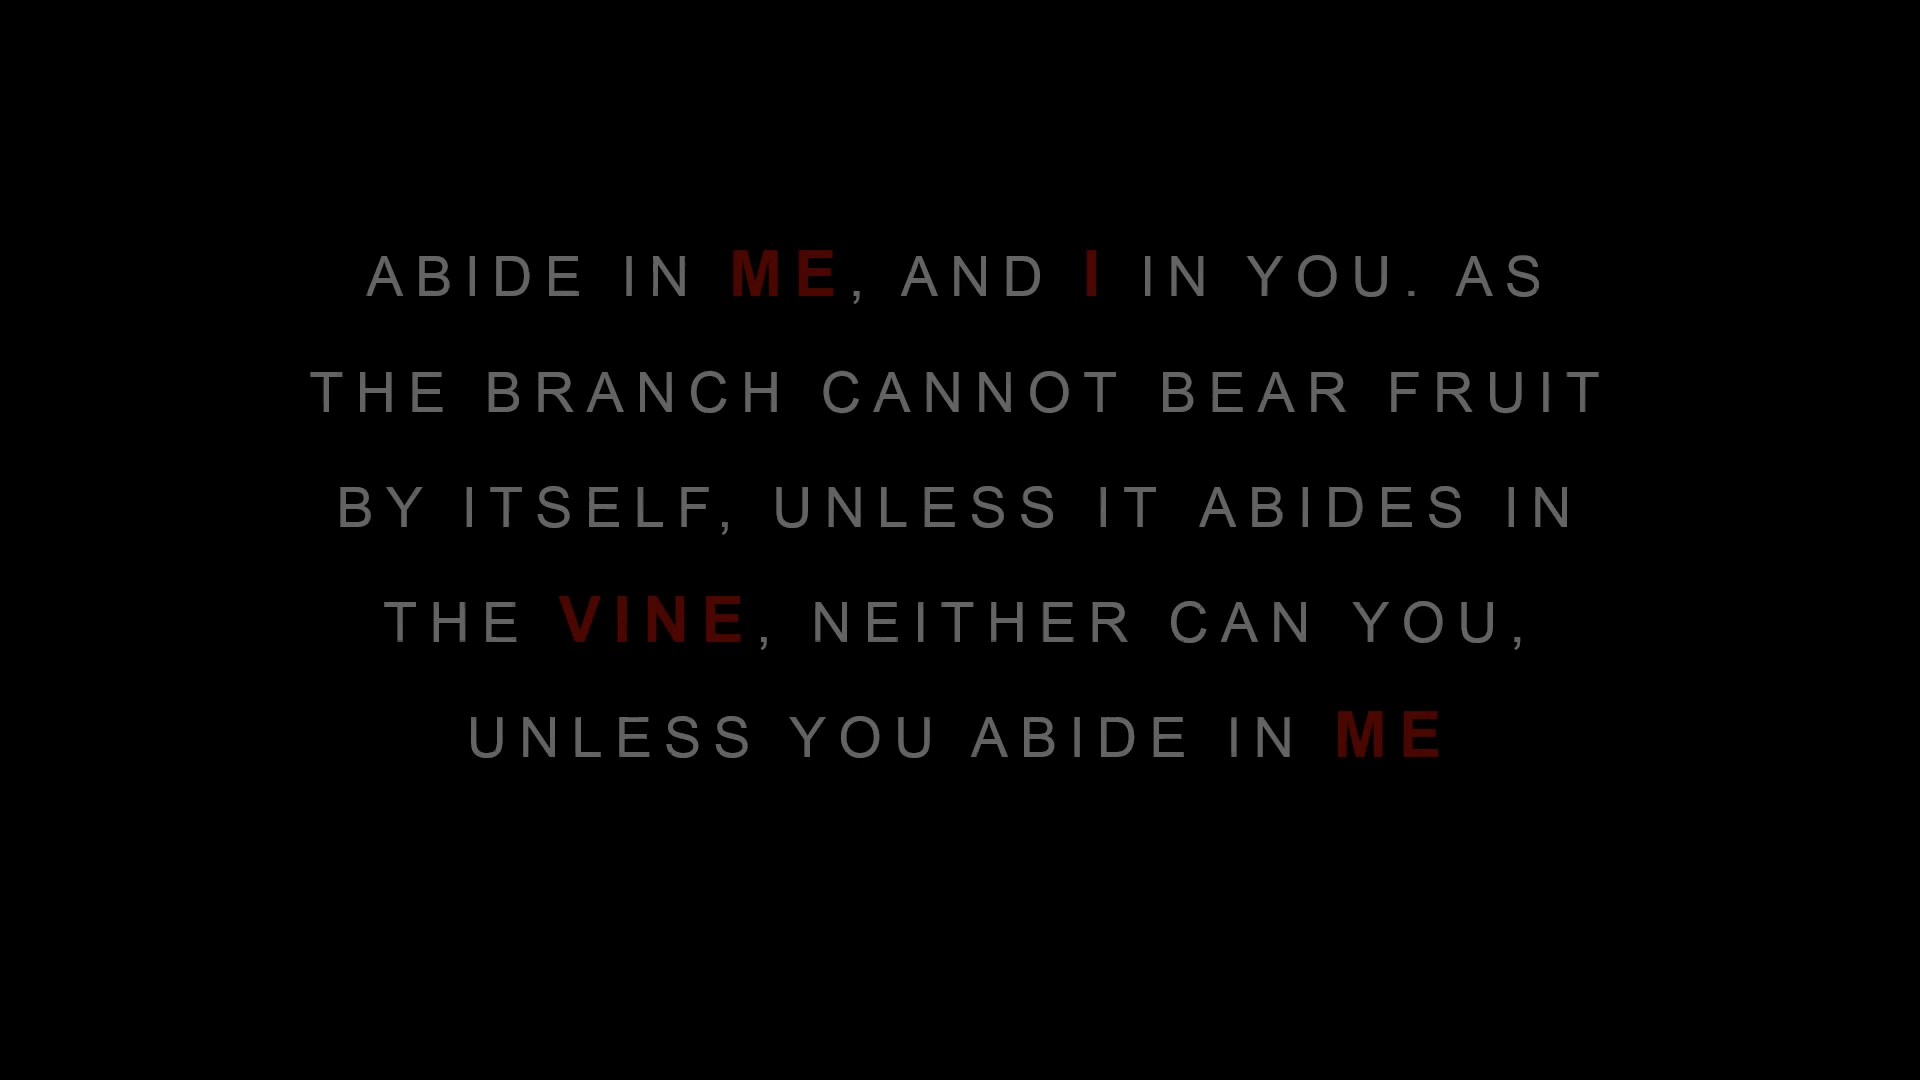 ABIDE IN ME, AND I IN YOU. AS
THE BRANCH CANNOT BEAR FRUIT
BY ITSELF, UNLESS IT ABIDES IN
THE VINE, NEITHER CAN YOU,
UNLESS YOU ABIDE IN ME